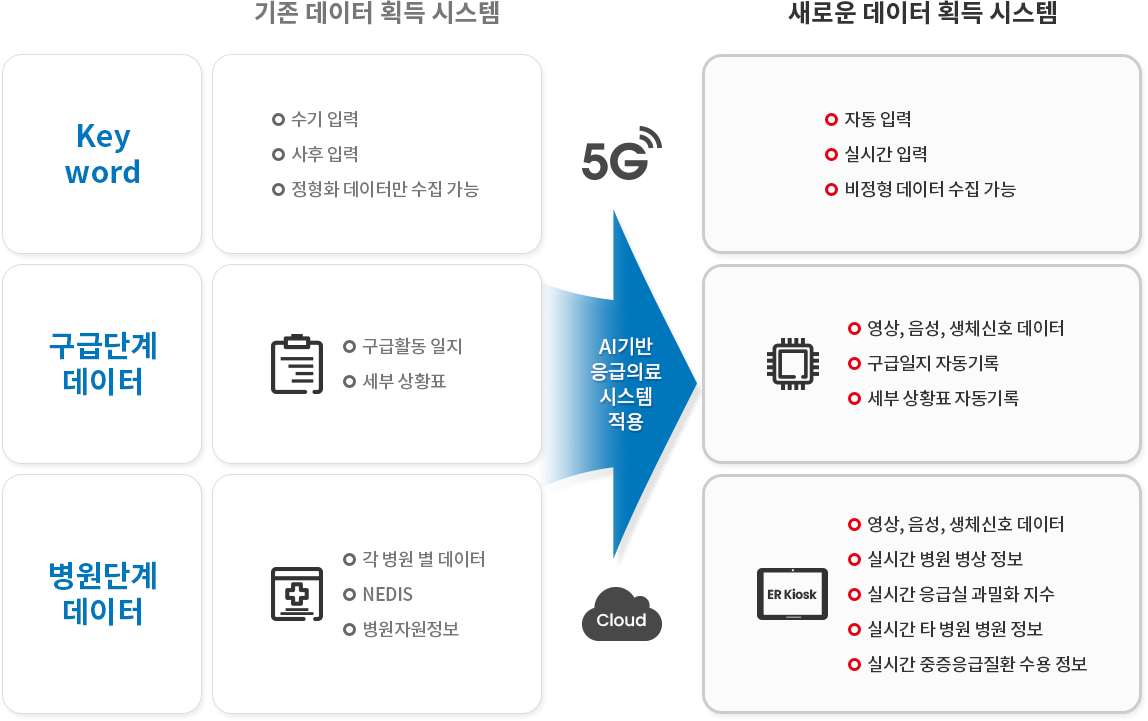 기존 데이터 획득 시스템
새로운 데이터 획득 시스템
Key
word
수기 입력
사후 입력
정형화 데이터만 수집 가능
5G
자동 입력
실시간 입력
비정형 데이터 수집 가능
구급단계
데이터
구급활동 일지
세부 상황표
AI기반
응급의료
시스템
적용
영상, 음성, 생체신호 데이터
구급일지 자동기록
세부 상황표 자동기록
병원단계
데이터
각 병원 별 데이터
NEDIS
병원자원정보
Cloud
ER Kiosk
영상, 음성, 생체신호 데이터
실시간 병원 병상 정보
실시간 응급실 과밀화 지수
실시간 타 병원 병원 정보
실시간 중증응급질환 수용 정보